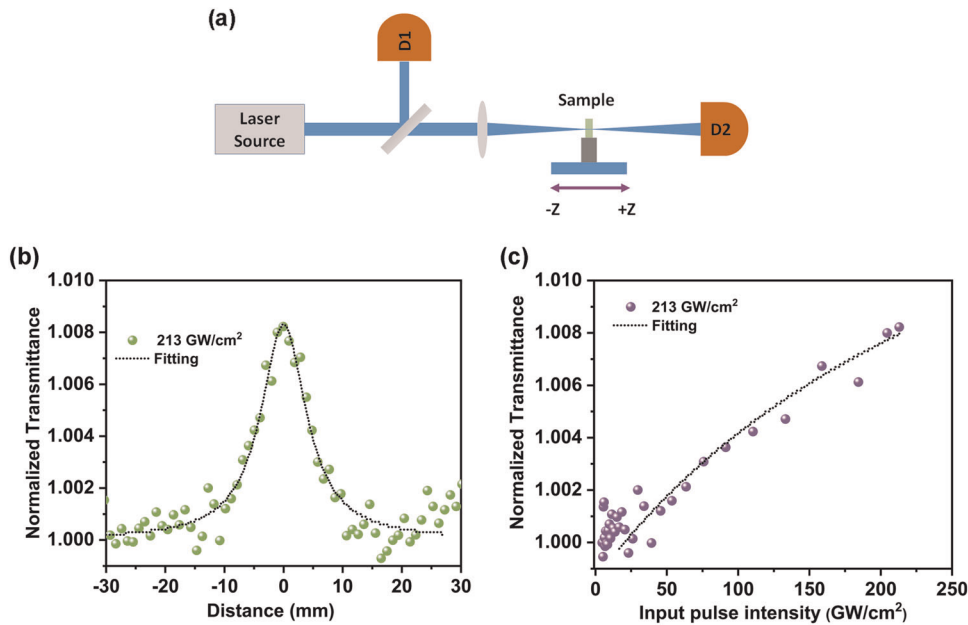 (a)
D1
Laser
Source
Sample
D2
-Z +Z
(b)
1.010
1.008
1.006
1.004
1.002
1.000
Normalized Transmittance
213 GW/cm²
Fitting
-30 -20 -10 0 10 20 30
Distance (mm)
(c)
1.010
1.008
1.006
1.004
1.002
1.000
Normalized Transmittance
213 GW/cm²
Fitting
0 50 100 150 200 250
Input pulse intensity (GW/cm²)